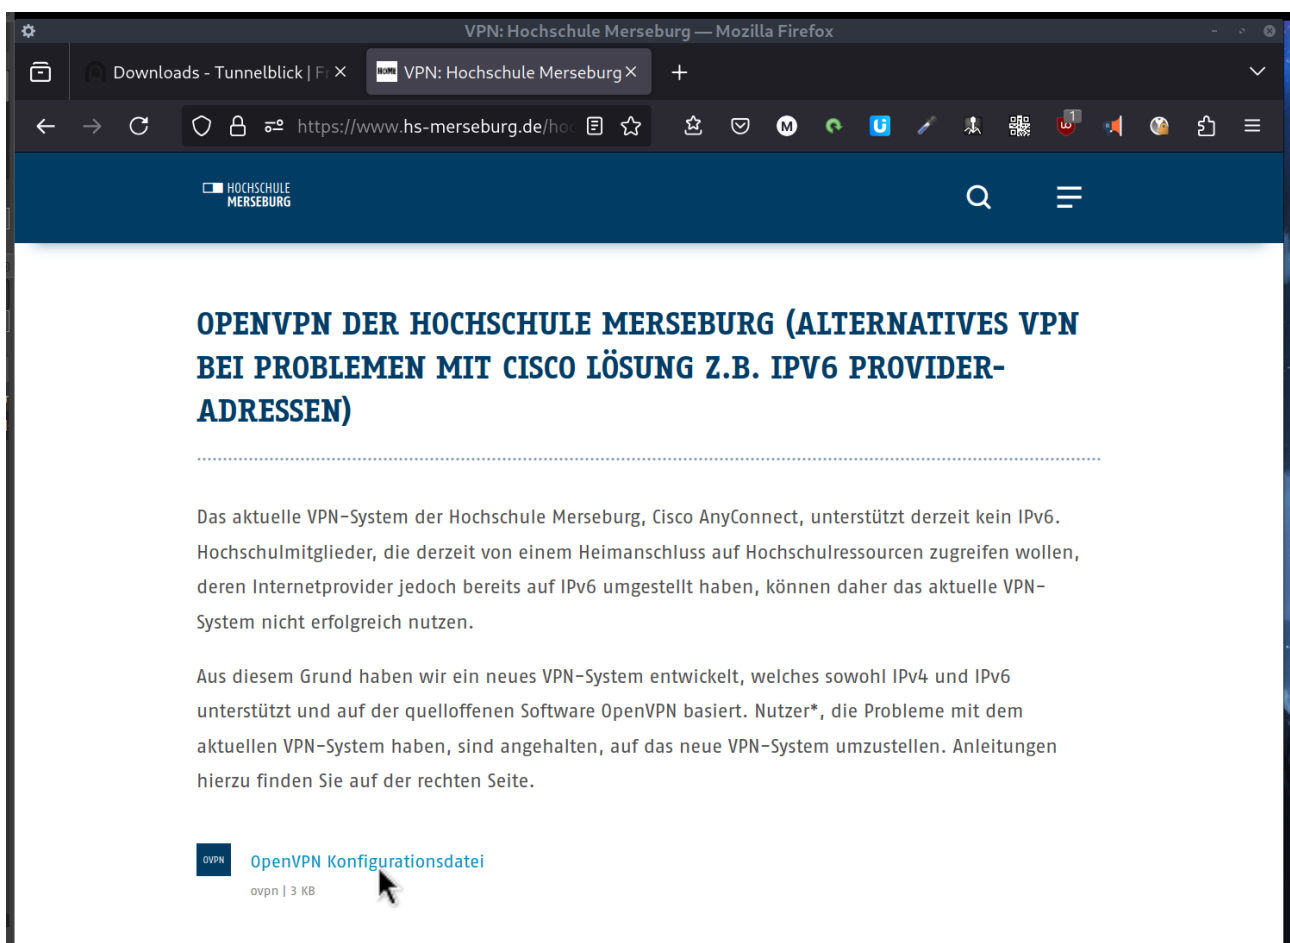 VPN: Hochschule Merseburg — Mozilla Firefox
Downloads - Tunnelblick | Fr
VPN: Hochschule Merseburg
https://www.hs-merseburg.de/hoc
1
HOCHSCHULE
MERSEBURG
OPENVPN DER HOCHSCHULE MERSEBURG (ALTERNATIVES VPN
BEI PROBLEMEN MIT CISCO LÖSUNG Z.B. IPV6 PROVIDER-
ADRESSEN)
Das aktuelle VPN-System der Hochschule Merseburg, Cisco AnyConnect, unterstützt derzeit kein IPv6.
Hochschulmitglieder, die derzeit von einem Heimanschluss auf Hochschulressourcen zugreifen wollen,
deren Internetprovider jedoch bereits auf IPv6 umgestellt haben, können daher das aktuelle VPN-
System nicht erfolgreich nutzen.
Aus diesem Grund haben wir ein neues VPN-System entwickelt, welches sowohl IPv4 und IPv6
unterstützt und auf der quelloffenen Software OpenVPN basiert. Nutzer*, die Probleme mit dem
aktuellen VPN-System haben, sind angehalten, auf das neue VPN-System umzustellen. Anleitungen
hierzu finden Sie auf der rechten Seite.
OVPN
OpenVPN Konfigurationsdatei
ovpn | 3 KB